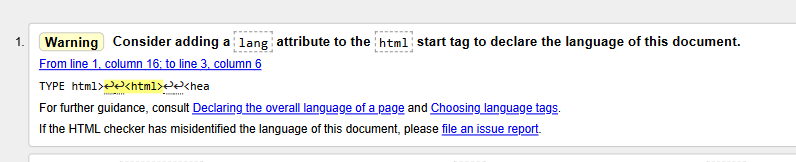 1. Warning Consider adding a lang attribute to the html start tag to declare the language of this document.
From line 1, column 16; to line 3, column 6
TYPE html>↩↩<html>↩↩<hea
For further guidance, consult Declaring the overall language of a page and Choosing language tags.
If the HTML checker has misidentified the language of this document, please file an issue report.